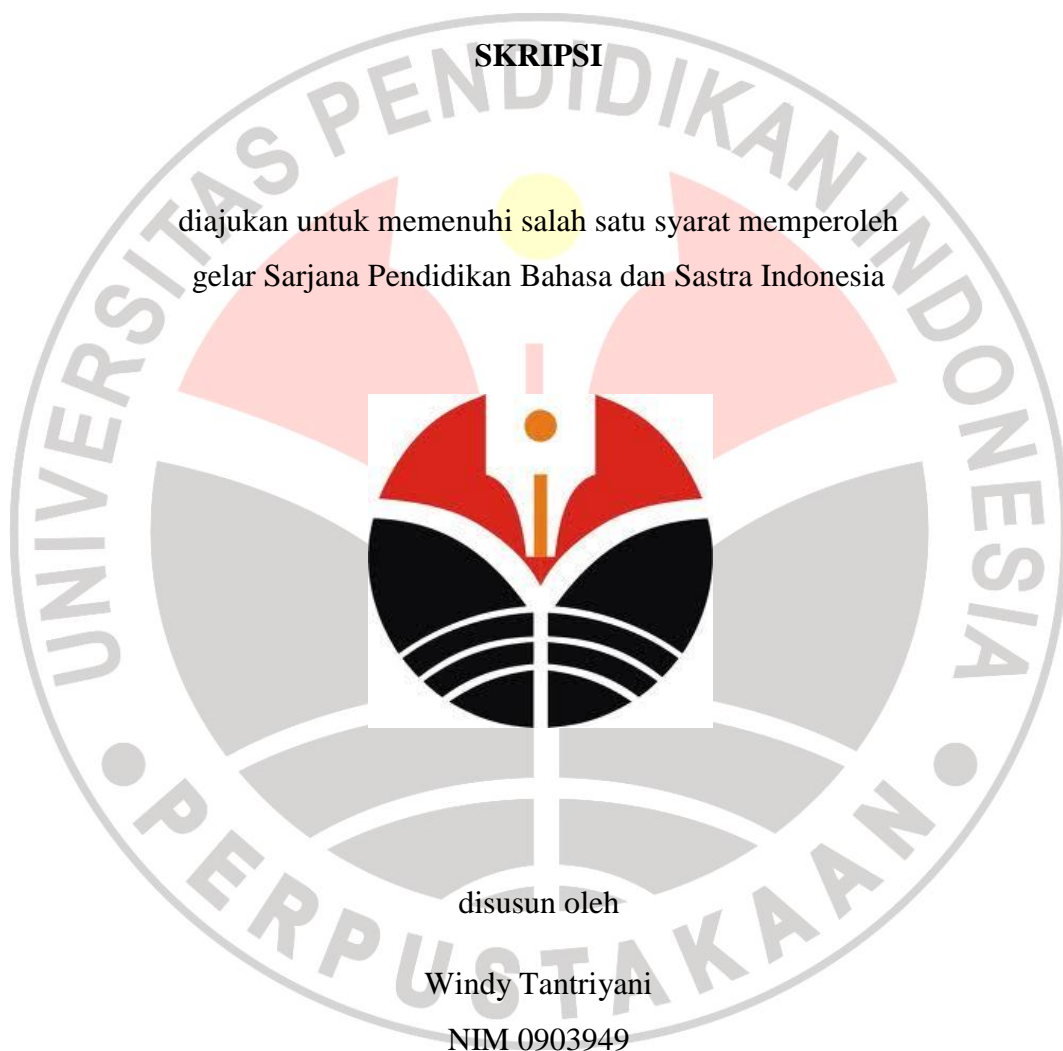 SKRIPSI
diajukan untuk memenuhi salah satu syarat memperoleh
gelar Sarjana Pendidikan Bahasa dan Sastra Indonesia
disusun oleh
Windy Tantriyani
NIM 0903949
UNIVERSITAS PENDIDIKAN INDONESIA
PERPUSTAKAAN